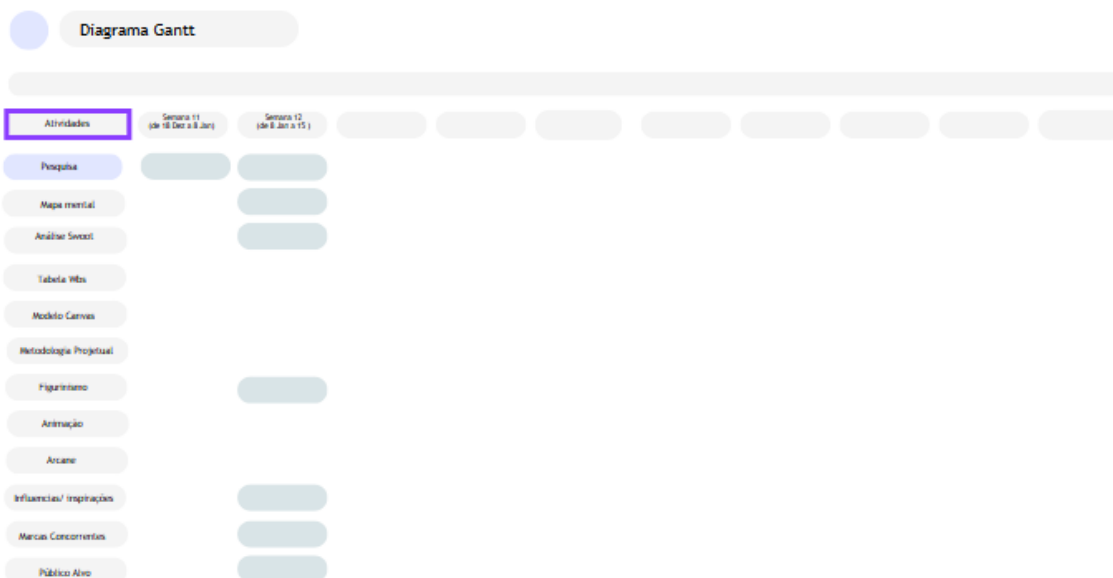 Diagrama Gantt
Atividades
Semana 11
(de 18 Dez a 8 Jan)
Semana 12
(de 8 Jan a 15 )
Pesquisa
Mapa mental
Análise Swoot
Tabela Wbs
Modelo Canvas
Metodologia Projetual
Figurinismo
Animação
Arcane
Influencias/ inspirações
Marcas Concorrentes
Público Alvo